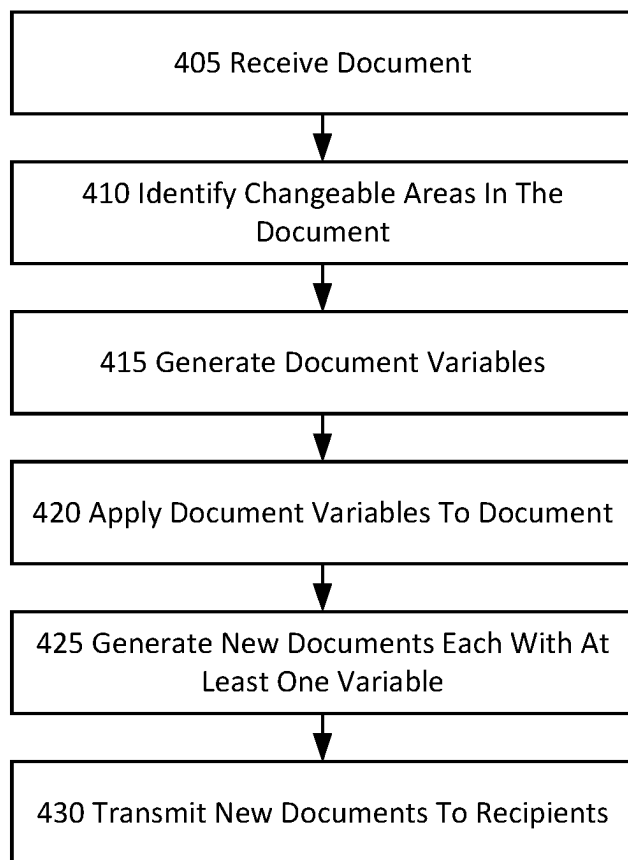 405 Receive Document
410 Identify Changeable Areas In The
Document
415 Generate Document Variables
420 Apply Document Variables To Document
425 Generate New Documents Each With At
Least One Variable
430 Transmit New Documents To Recipients